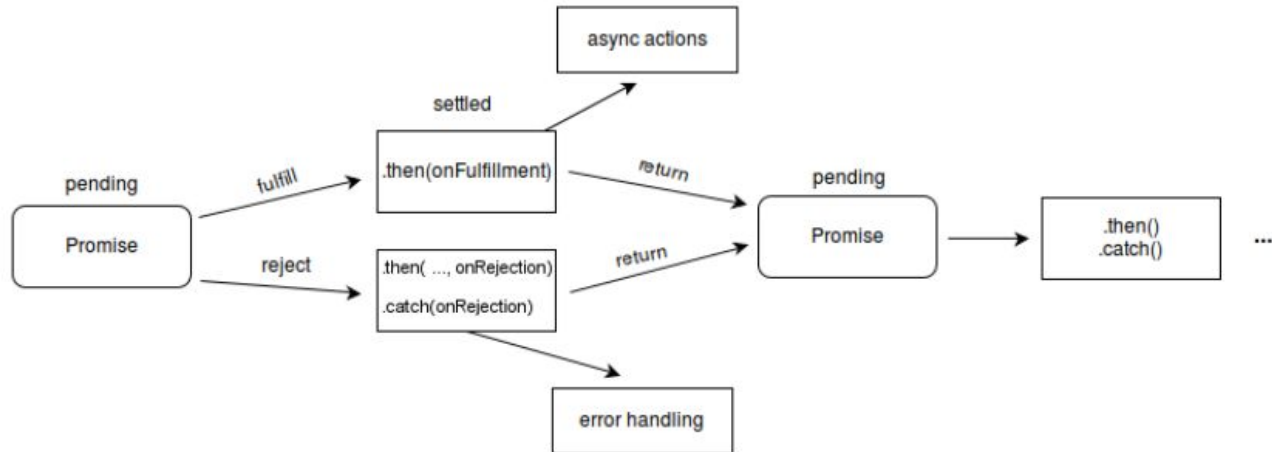 async actions
settled
.then(onFulfillment)
pending
fulfill
return
pending
Promise
Promise
.then()
.catch()
...
reject
.then( ..., onRejection)
.catch(onRejection)
return
error handling